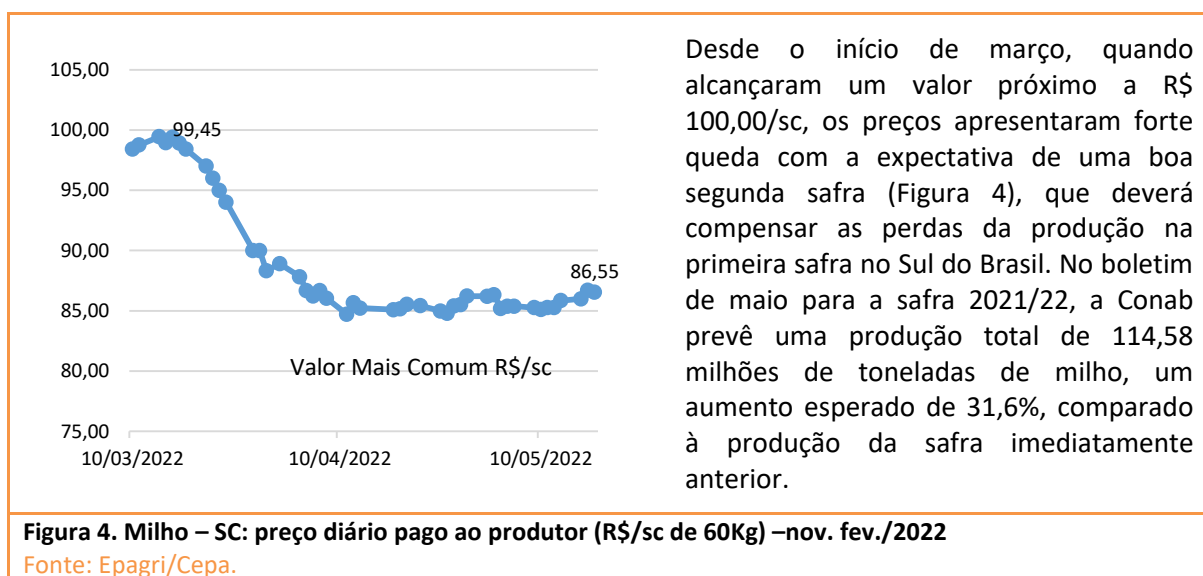 105,00
100,00
95,00
90,00
85,00
80,00
75,00
99,45
86,55
Valor Mais Comum R$/sc
10/03/2022
10/04/2022
10/05/2022
Desde o início de março, quando
alcançaram um valor próximo a R$
100,00/sc, os preços apresentaram forte
queda com a expectativa de uma boa
segunda safra (Figura 4), que deverá
compensar as perdas da produção na
primeira safra no Sul do Brasil. No boletim
de maio para a safra 2021/22, a Conab
prevê uma produção total de 114,58
milhões de toneladas de milho, um
aumento esperado de 31,6%, comparado
à produção da safra imediatamente
anterior.
Figura 4. Milho – SC: preço diário pago ao produtor (R$/sc de 60Kg) –nov. fev./2022
Fonte: Epagri/Cepa.